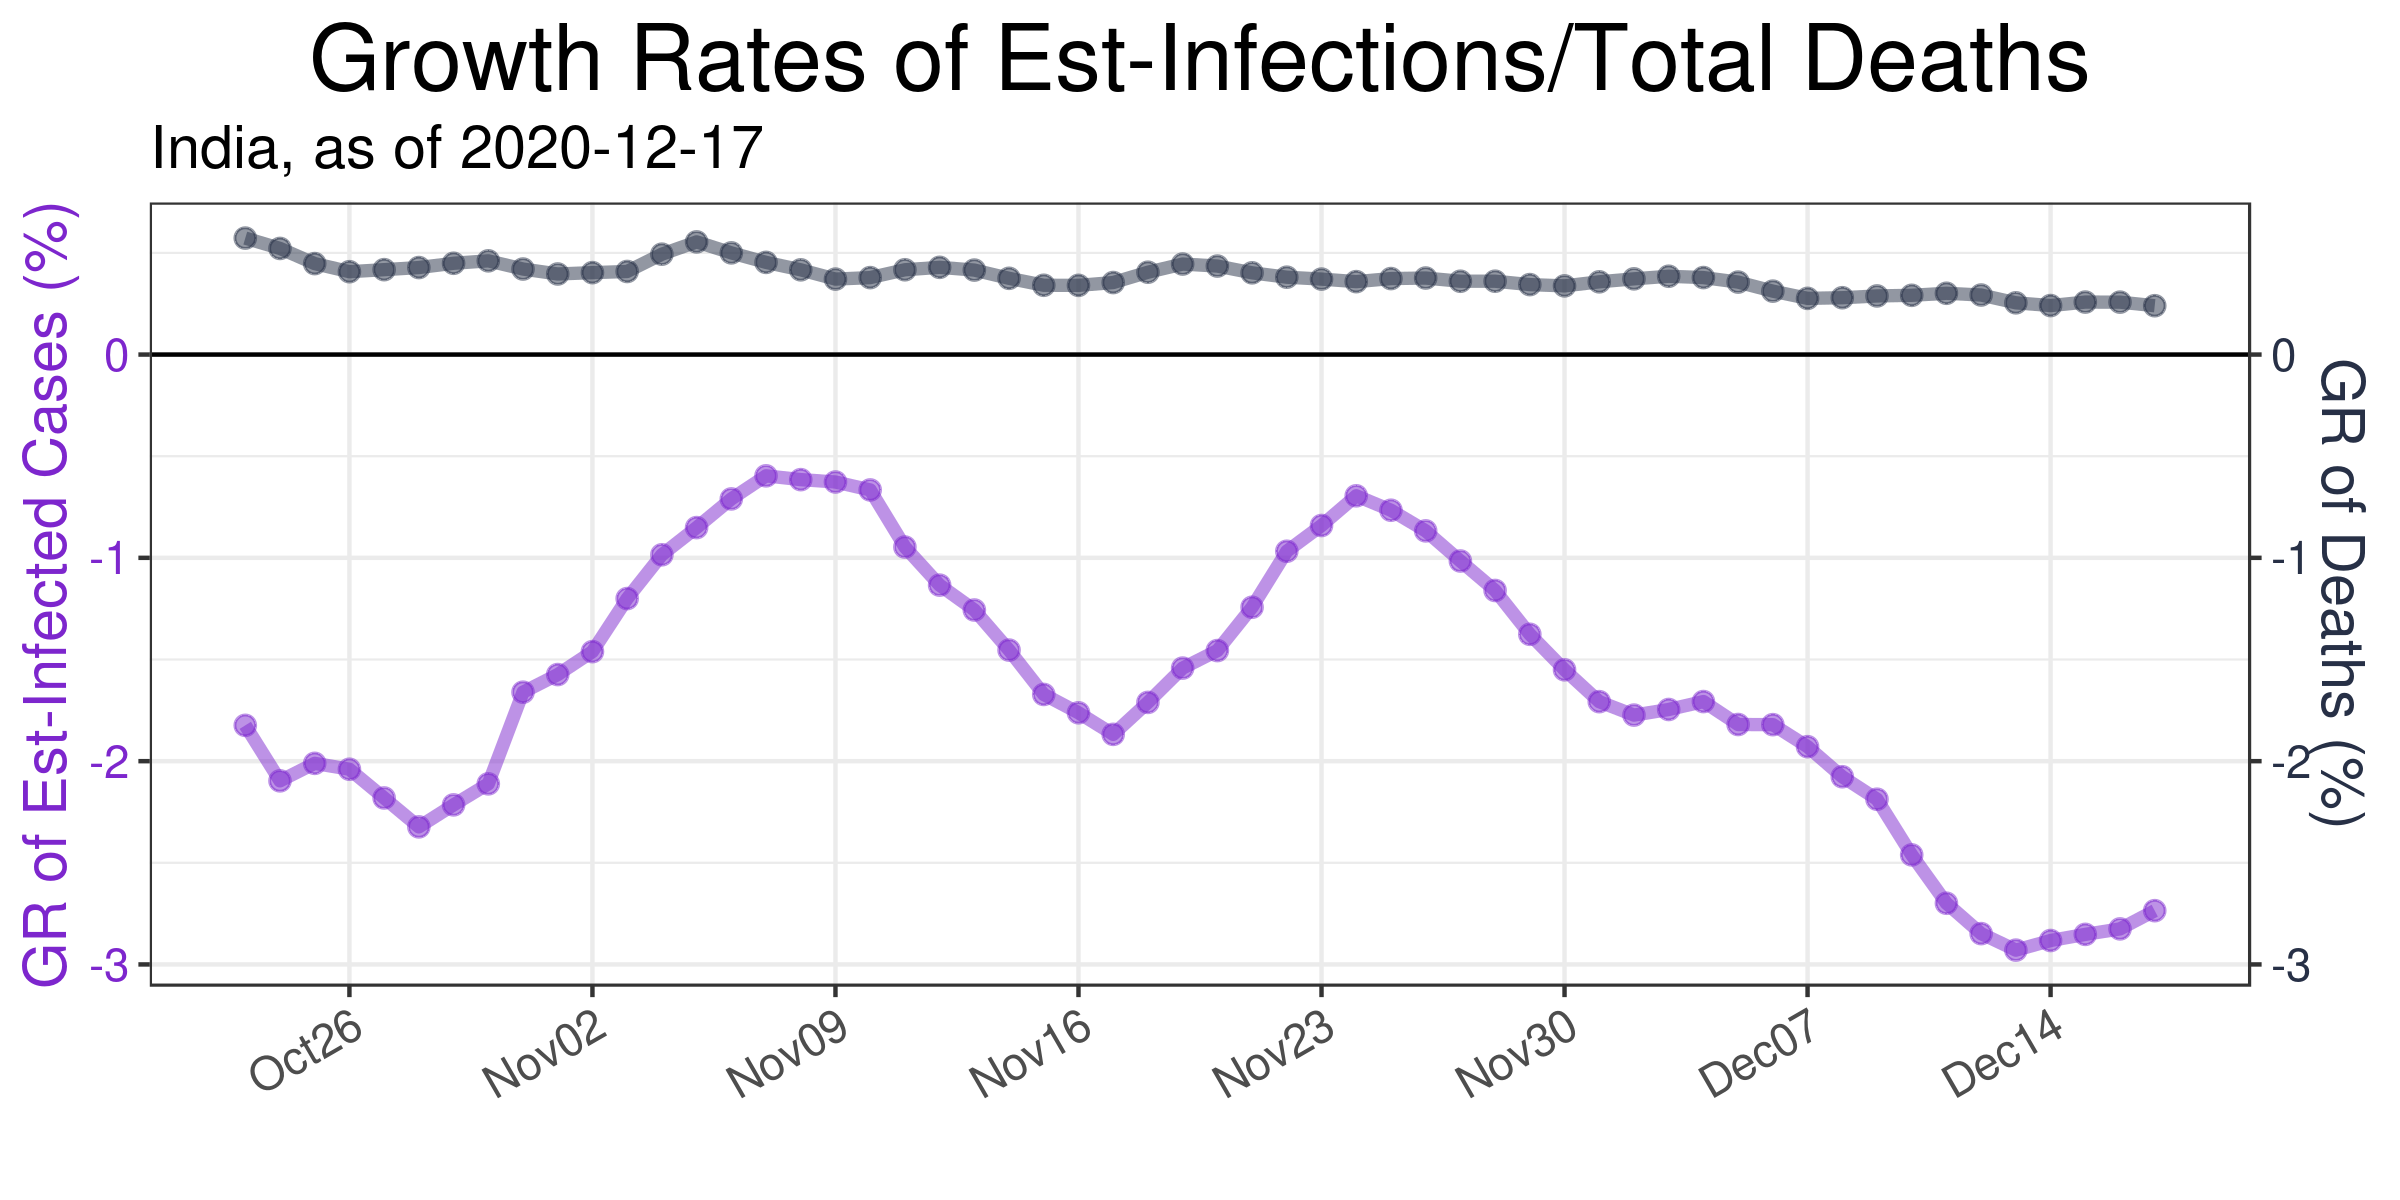 Growth Rates of Est-Infections/Total Deaths
India, as of 2020-12-17
GR of Est-Infected Cases (%)
0
-1
-2
-3
0
-1
-2
-3
GR of Deaths (%)
Oct26
Nov02
Nov09
Nov16
Nov23
Nov30
Dec07
Dec14